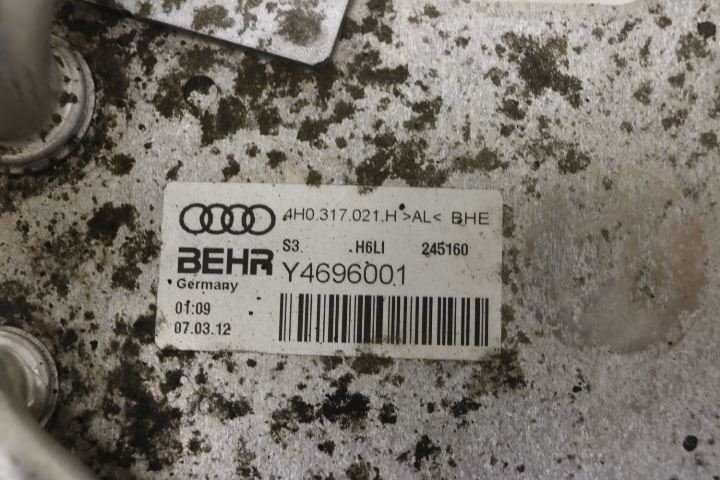 4H0.317.021.H >AL< BHE
S3. .H6LI 245160
BEHR Y4696001
Germany
01:09
07.03.12